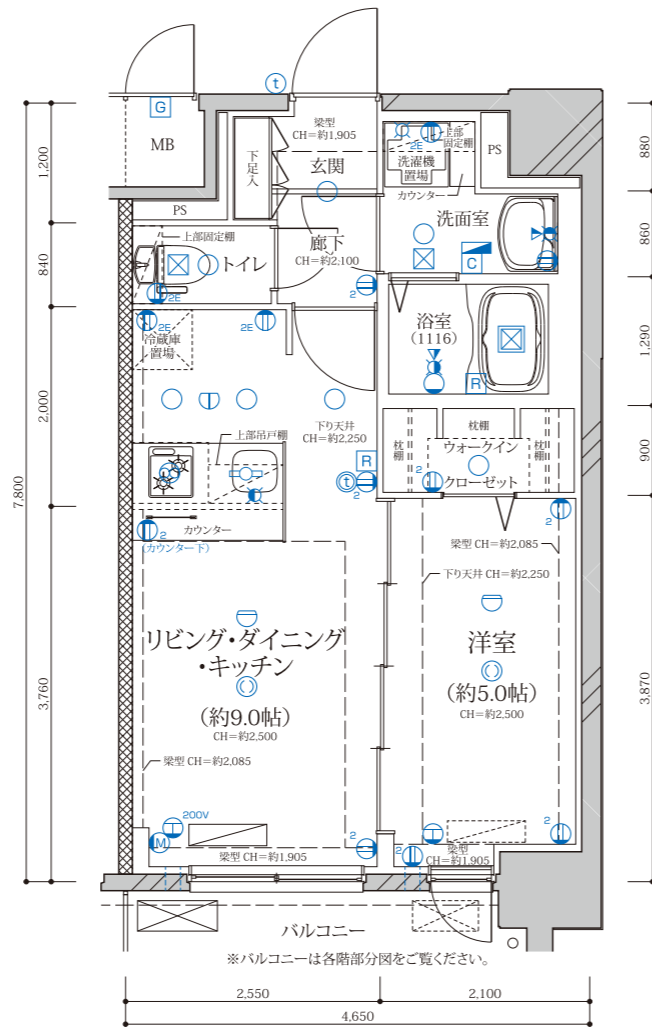 t
G
MB
梁型
CH=約1,905
下足入
玄関
2E
上部
固定棚
洗濯機
置場
カウンター
PS
PS
洗面室
上部固定棚
トイレ
廊下
CH=約2,100
C
2E
2
2E
2E
冷蔵庫
置場
浴室
(1116)
R
下り天井
CH=約2,250
上部吊戸棚
R
t
2
枕棚
枕棚
枕棚
ウォークイン
クローゼット
2
2
カウンター
2
(カウンター下)
梁型 CH=約2,085
下り天井 CH=約2,250
リビング・ダイニング
・キッチン
(約9.0帖)
CH=約2,500
洋室
(約5.0帖)
CH=約2,500
梁型 CH=約2,085
200V
M
2
2
2
梁型 CH=約1,905
梁型
CH=約1,905
バルコニー
※バルコニーは各階部分図をご覧ください。
7,800
1,200
840
2,000
3,760
880
860
1,290
900
3,870
2,550
2,100
4,650